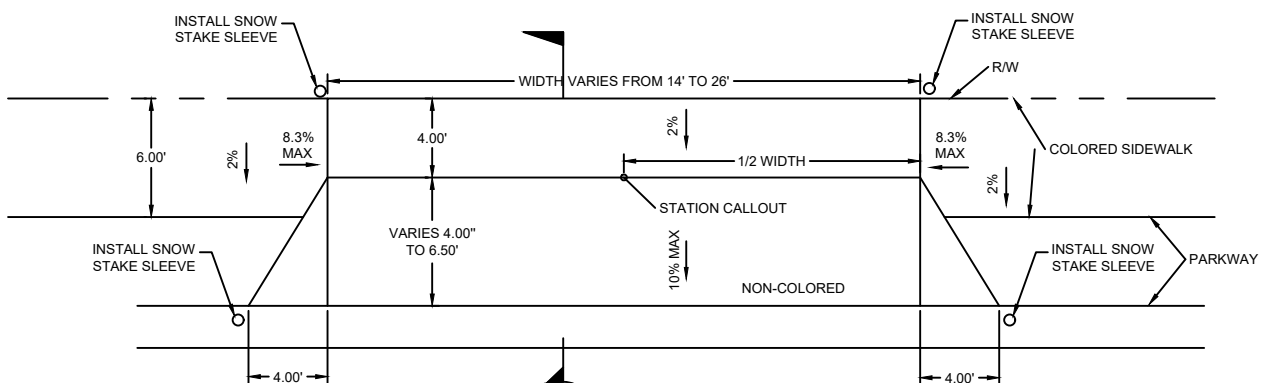 INSTALL SNOW
STAKE SLEEVE
INSTALL SNOW
STAKE SLEEVE
R/W
WIDTH VARIES FROM 14' TO 26'
6.00'
2%
8.3%
MAX
4.00'
2%
8.3%
MAX
COLORED SIDEWALK
1/2 WIDTH
2%
STATION CALLOUT
VARIES 4.00"
TO 6.50'
INSTALL SNOW
STAKE SLEEVE
10% MAX
INSTALL SNOW
STAKE SLEEVE
PARKWAY
NON-COLORED
4.00'
4.00'